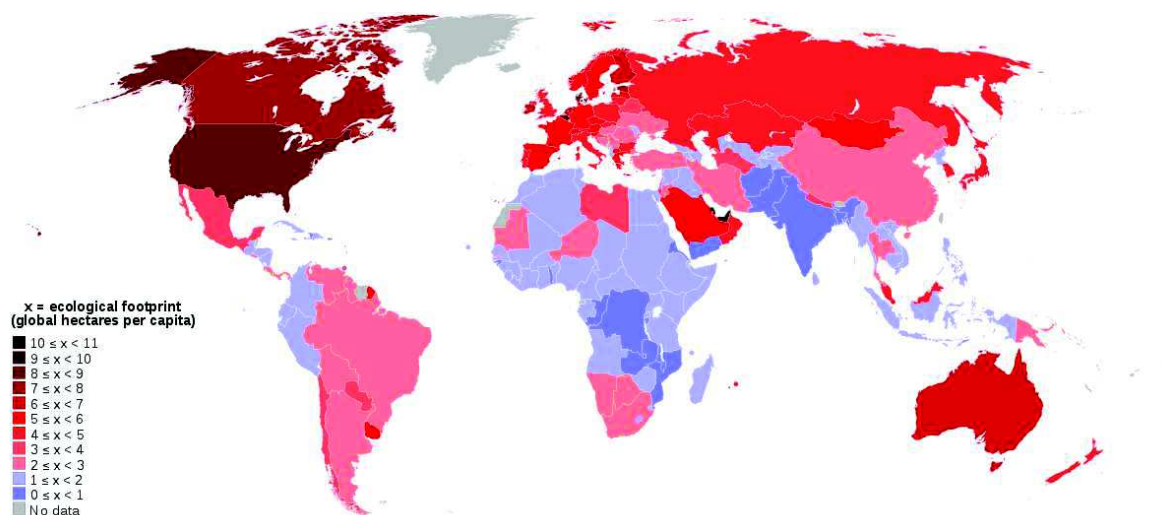 x = ecological footprint
(global hectares per capita)
10 ≤ x < 11
9 ≤ x < 10
8 ≤ x < 9
7 ≤ x < 8
6 ≤ x < 7
5 ≤ x < 6
4 ≤ x < 5
3 ≤ x < 4
2 ≤ x < 3
1 ≤ x < 2
0 ≤ x < 1
No data